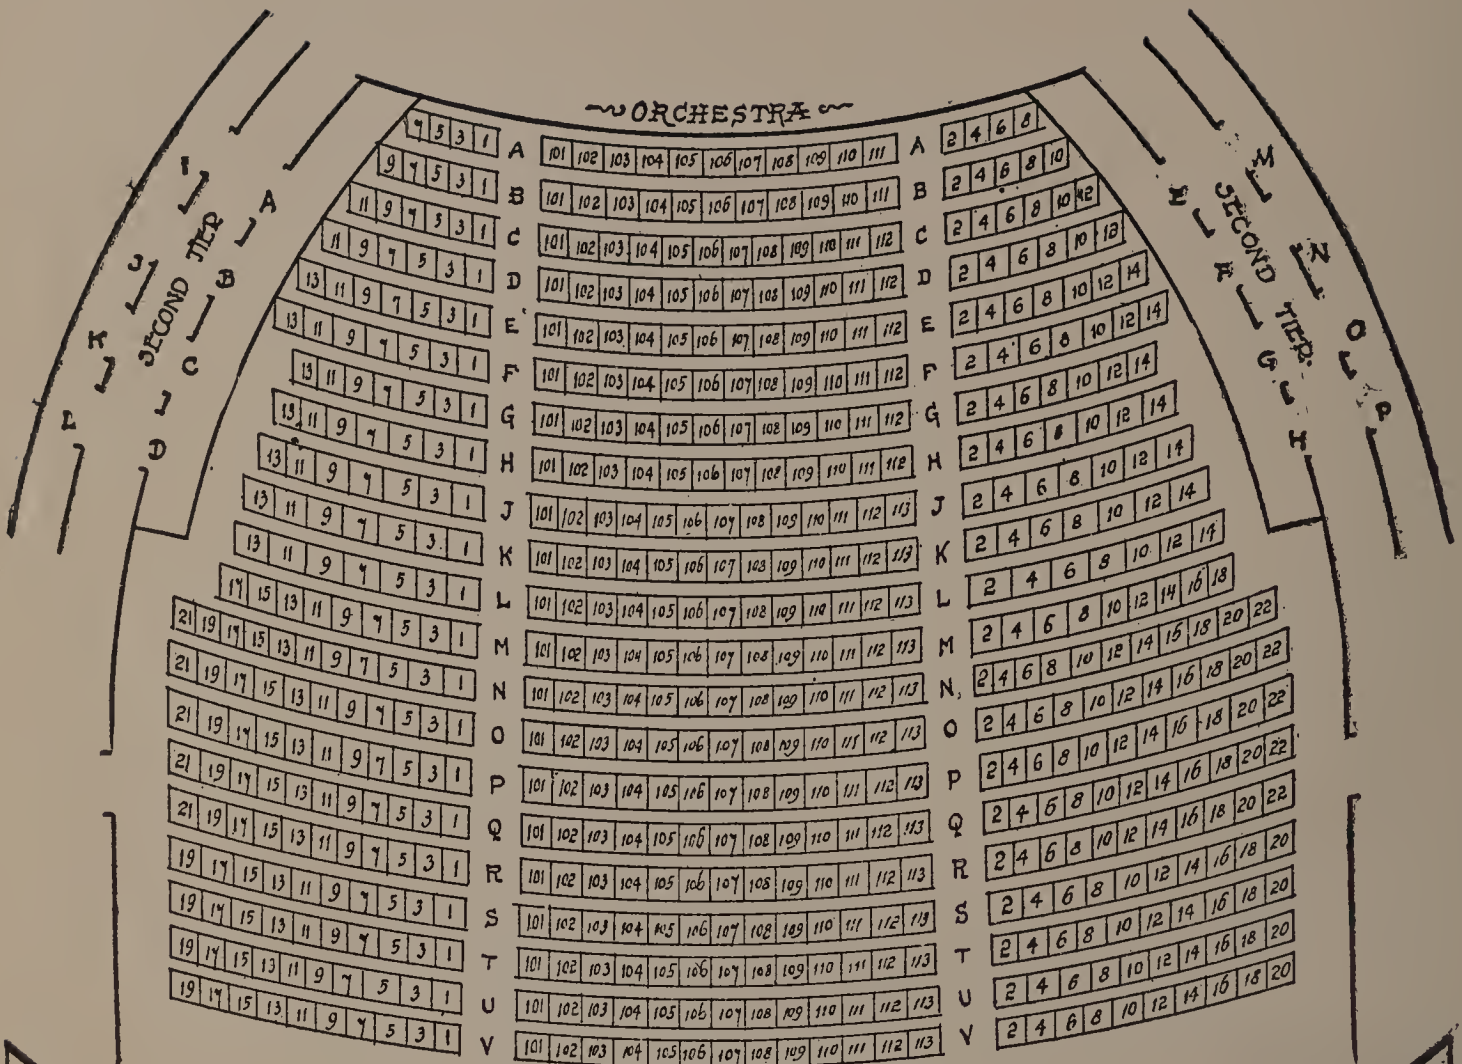 ORCHESTRA
7 5 3 1 A 101 102 103 104 105 106 107 108 109 110 111 A 2 4 6 8
9 7 5 3 1 B 101 102 103 104 105 106 107 108 109 110 111 B 2 4 6 8 10
11 9 7 5 3 1 C 101 102 103 104 105 106 107 108 109 110 111 112 C 2 4 6 8 10 12
11 9 7 5 3 1 D 101 102 103 104 105 106 107 108 109 110 111 112 D 2 4 6 8 10 12
13 11 9 7 5 3 1 E 101 102 103 104 105 106 107 108 109 110 111 112 E 2 4 6 8 10 12 14
13 11 9 7 5 3 1 F 101 102 103 104 105 106 107 108 109 110 111 112 F 2 4 6 8 10 12 14
13 11 9 7 5 3 1 G 101 102 103 104 105 106 107 108 109 110 111 112 G 2 4 6 8 10 12 14
13 11 9 7 5 3 1 H 101 102 103 104 105 106 107 108 109 110 111 112 H 2 4 6 8 10 12 14
13 11 9 7 5 3 1 J 101 102 103 104 105 106 107 108 109 110 111 112 113 J 2 4 6 8 10 12 14
13 11 9 7 5 3 1 K 101 102 103 104 105 106 107 108 109 110 111 112 113 K 2 4 6 8 10 12 14
13 11 9 7 5 3 1 L 101 102 103 104 105 106 107 108 109 110 111 112 113 L 2 4 6 8 10 12 14
17 15 13 11 9 7 5 3 1 M 101 102 103 104 105 106 107 108 109 110 111 112 113 M 2 4 6 8 10 12 14 16 18
21 19 17 15 13 11 9 7 5 3 1 N 101 102 103 104 105 106 107 108 109 110 111 112 113 N 2 4 6 8 10 12 14 16 18 20 22
21 19 17 15 13 11 9 7 5 3 1 O 101 102 103 104 105 106 107 108 109 110 111 112 113 O 2 4 6 8 10 12 14 16 18 20 22
21 19 17 15 13 11 9 7 5 3 1 P 101 102 103 104 105 106 107 108 109 110 111 112 113 P 2 4 6 8 10 12 14 16 18 20 22
21 19 17 15 13 11 9 7 5 3 1 Q 101 102 103 104 105 106 107 108 109 110 111 112 113 Q 2 4 6 8 10 12 14 16 18 20 22
21 19 17 15 13 11 9 7 5 3 1 R 101 102 103 104 105 106 107 108 109 110 111 112 113 R 2 4 6 8 10 12 14 16 18 20 22
19 17 15 13 11 9 7 5 3 1 S 101 102 103 104 105 106 107 108 109 110 111 112 113 S 2 4 6 8 10 12 14 16 18 20
19 17 15 13 11 9 7 5 3 1 T 101 102 103 104 105 106 107 108 109 110 111 112 113 T 2 4 6 8 10 12 14 16 18 20
19 17 15 13 11 9 7 5 3 1 U 101 102 103 104 105 106 107 108 109 110 111 112 113 U 2 4 6 8 10 12 14 16 18 20
19 17 15 13 11 9 7 5 3 1 V 101 102 103 104 105 106 107 108 109 110 111 112 113 V 2 4 6 8 10 12 14 16 18 20
I
J
K
L
SECOND TIER
A
B
C
D
E
F
G
H
SECOND TIER
M
N
O
P